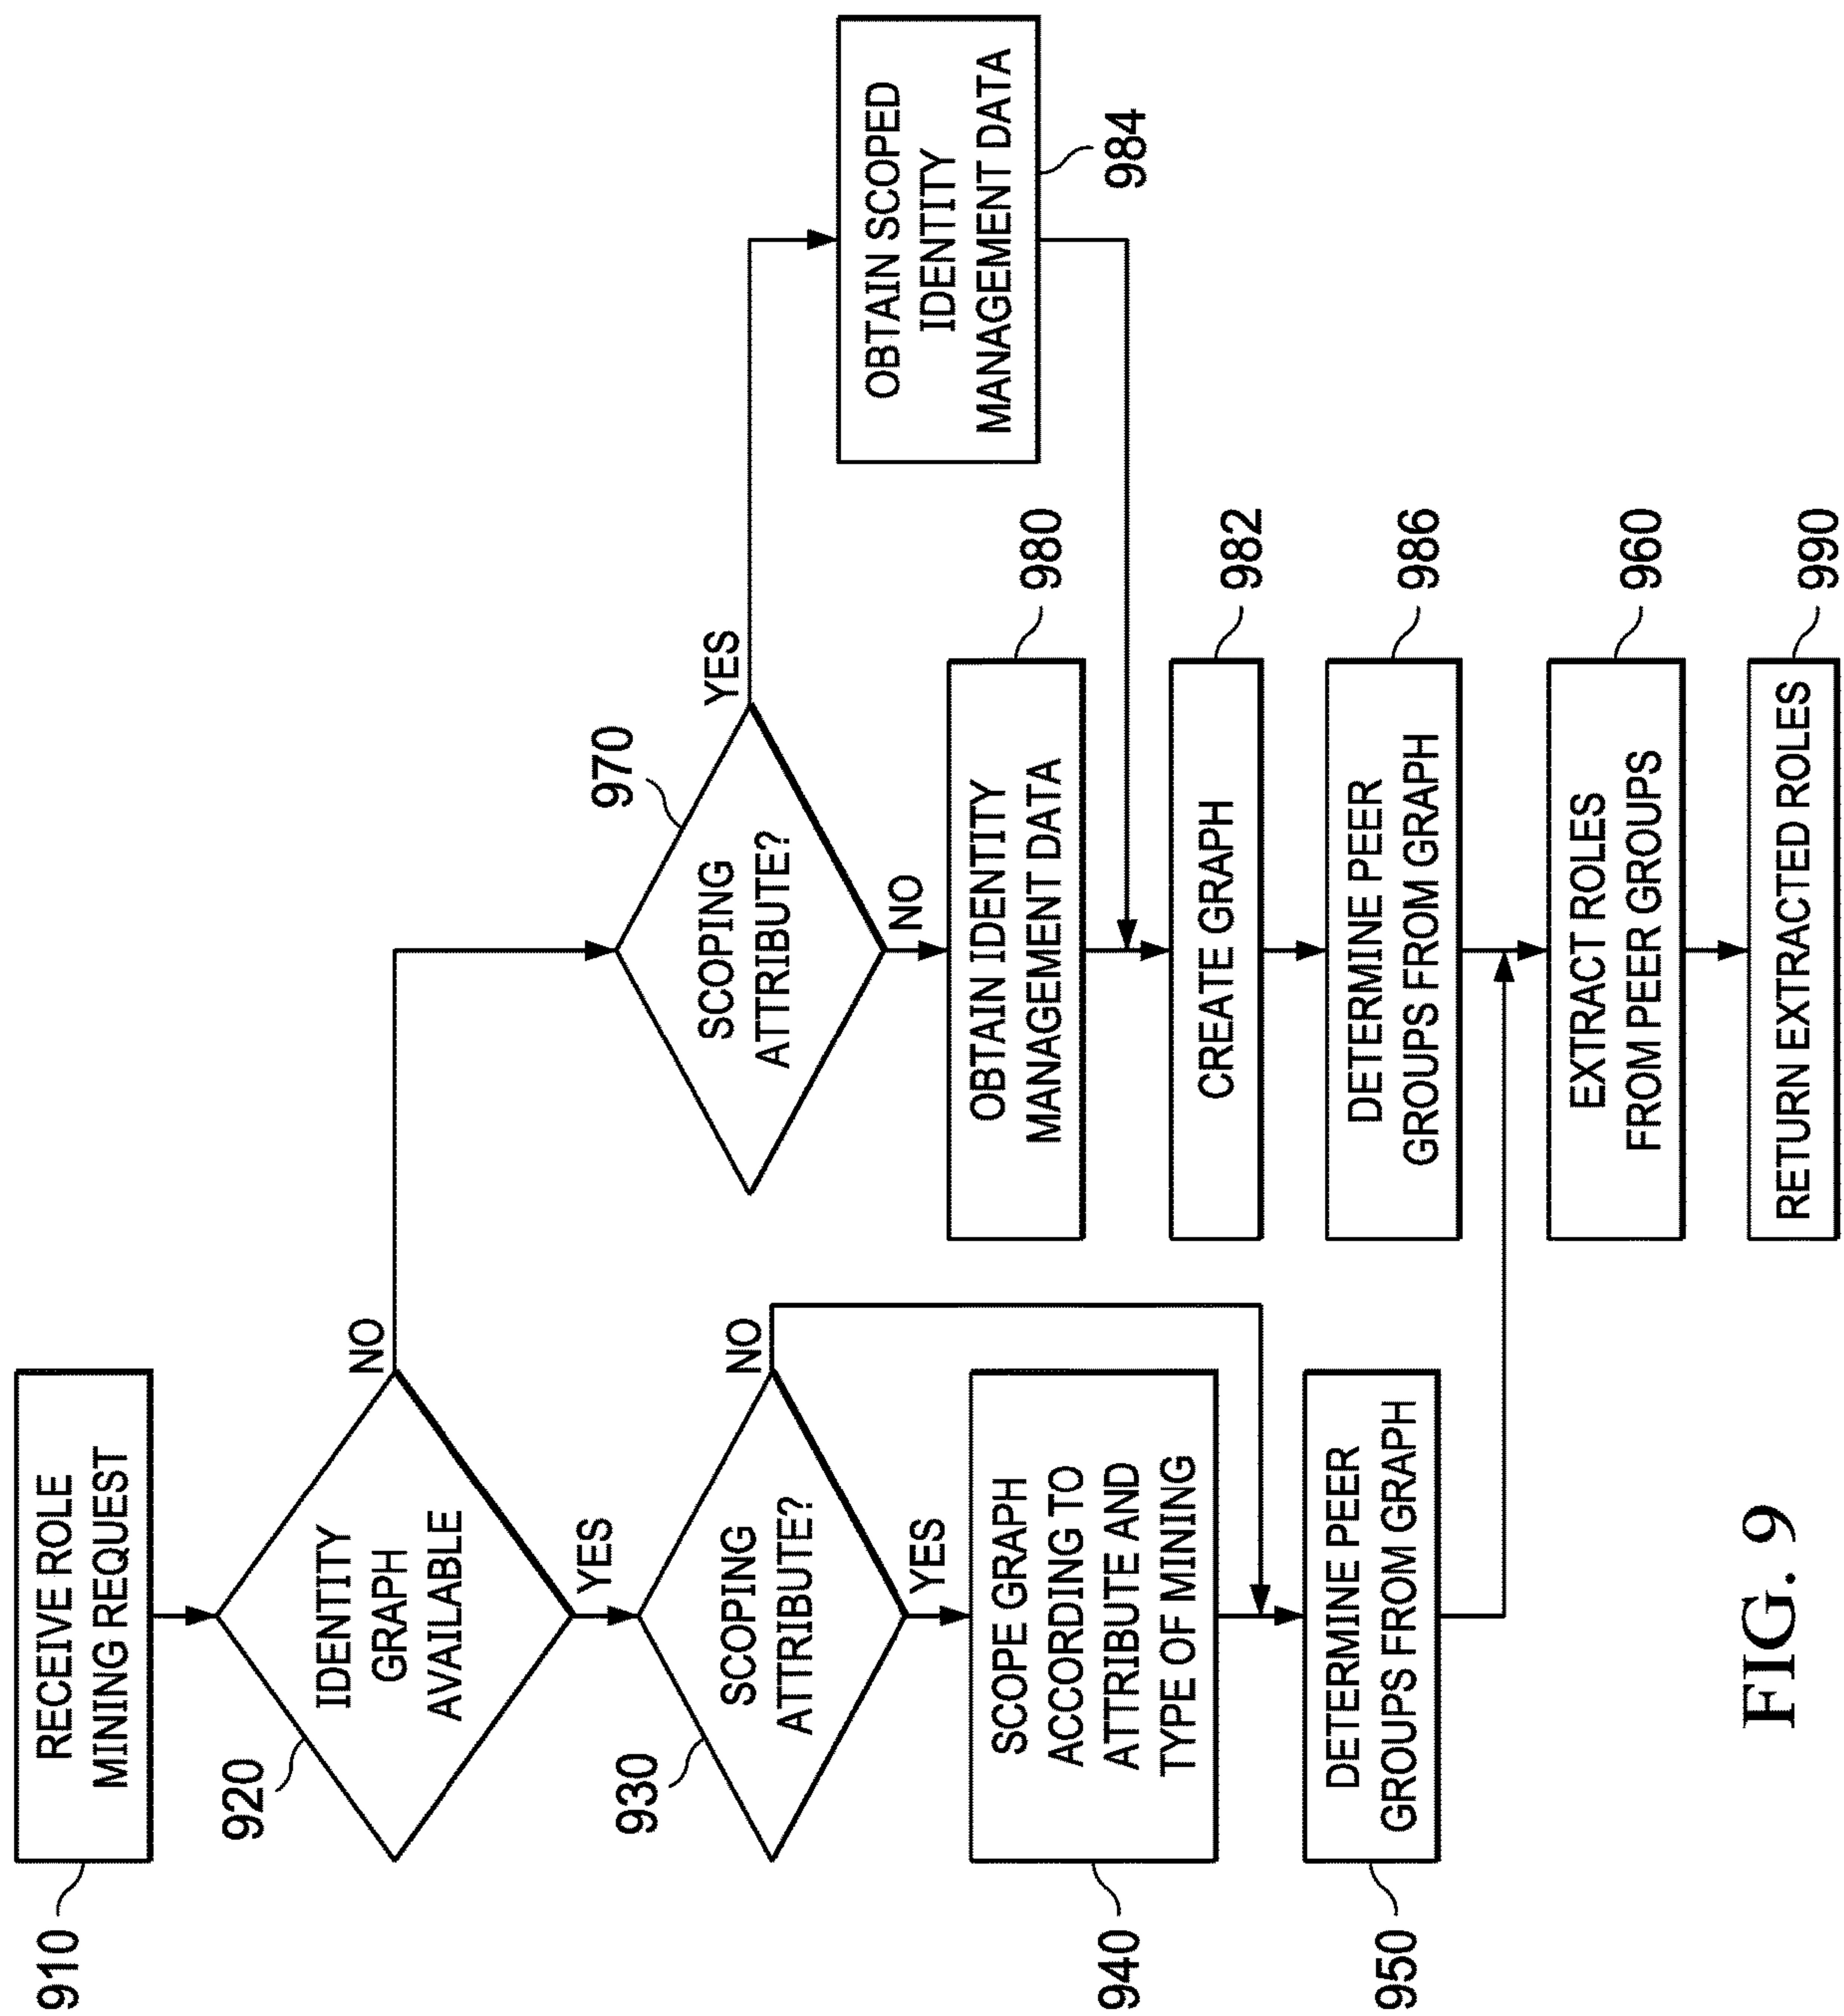 910
RECEIVE ROLE
MINING REQUEST
920
IDENTITY
GRAPH
AVAILABLE
NO
YES
930
SCOPING
ATTRIBUTE?
NO
YES
940
SCOPE GRAPH
ACCORDING TO
ATTRIBUTE AND
TYPE OF MINING
950
DETERMINE PEER
GROUPS FROM GRAPH
970
SCOPING
ATTRIBUTE?
YES
NO
OBTAIN SCOPED
IDENTITY
MANAGEMENT DATA
984
OBTAIN IDENTITY
MANAGEMENT DATA
980
CREATE GRAPH
982
DETERMINE PEER
GROUPS FROM GRAPH
986
EXTRACT ROLES
FROM PEER GROUPS
960
RETURN EXTRACTED ROLES
990
FIG. 9